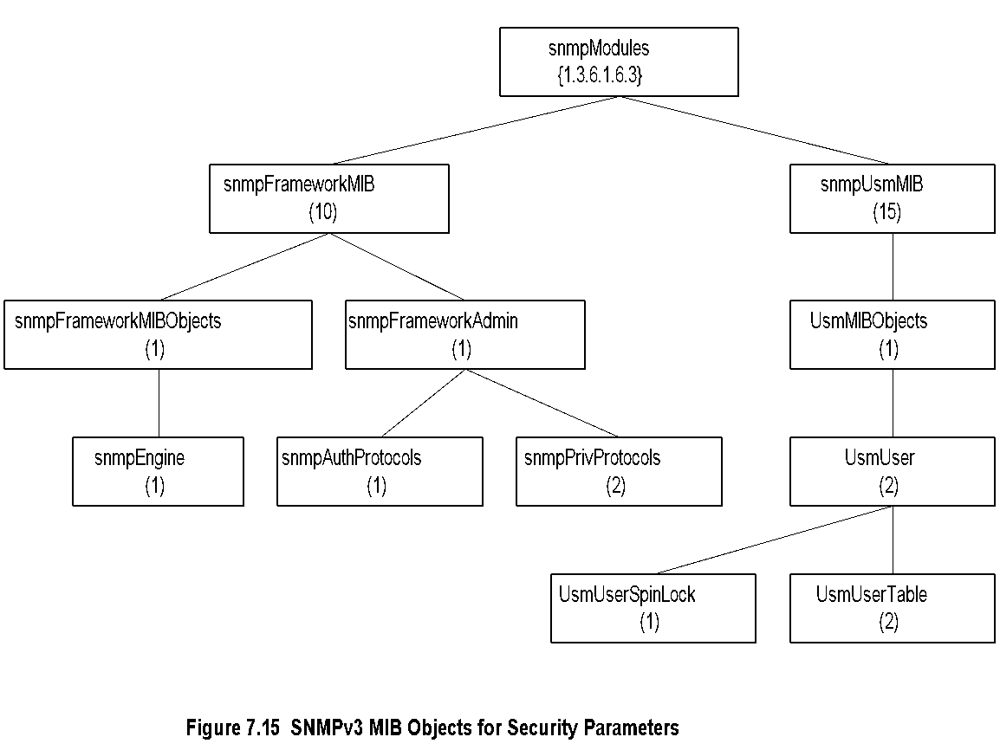 snmpModules
{1.3.6.1.6.3}
snmpFrameworkMIB
(10)
snmpUsmMIB
(15)
snmpFrameworkMIBObjects
(1)
snmpFrameworkAdmin
(1)
UsmMIBObjects
(1)
snmpEngine
(1)
snmpAuthProtocols
(1)
snmpPrivProtocols
(2)
UsmUser
(2)
UsmUserSpinLock
(1)
UsmUserTable
(2)
Figure 7.15 SNMPv3 MIB Objects for Security Parameters